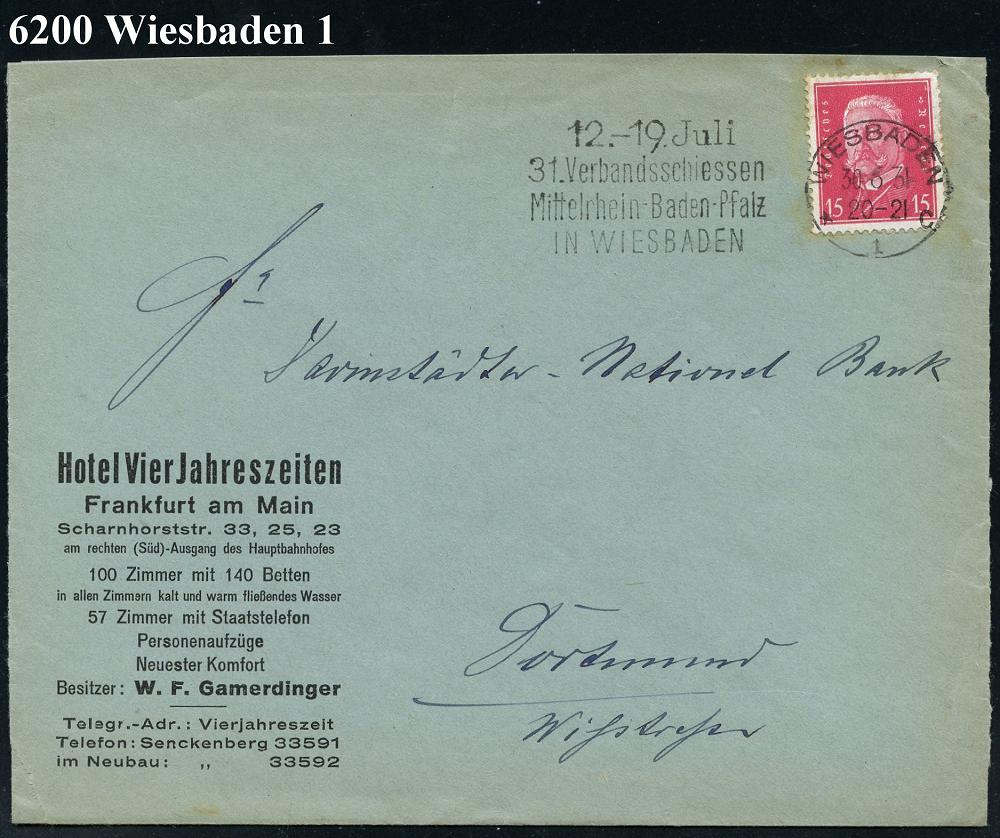 6200 Wiesbaden 1
12.-19. Juli
31. Verbandsschiessen
Mittelrhein-Baden-Pfalz
IN WIESBADEN
WIESBADEN
30.6.31
20-21 C
1
15 15
Darmstädter - National Bank
Hotel Vier Jahreszeiten
Frankfurt am Main
Scharnhorststr. 33, 25, 23
am rechten (Süd)-Ausgang des Hauptbahnhofes
100 Zimmer mit 140 Betten
in allen Zimmern kalt und warm fließendes Wasser
57 Zimmer mit Staatstelefon
Personenaufzüge
Neuester Komfort
Besitzer: W. F. Gamerdinger
Telegr.-Adr.: Vierjahreszeit
Telefon: Senckenberg 33591
im Neubau: „ 33592
Dortmund